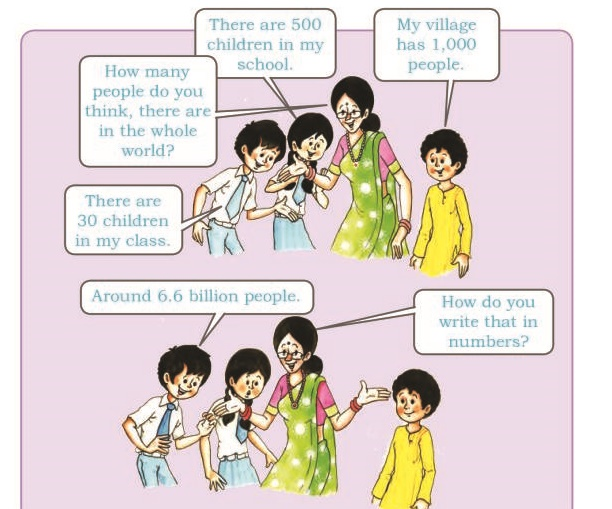 There are 500
children in my
school.
My village
has 1,000
people.
How many
people do you
think, there are
in the whole
world?
There are
30 children
in my class.
Around 6.6 billion people.
How do you
write that in
numbers?